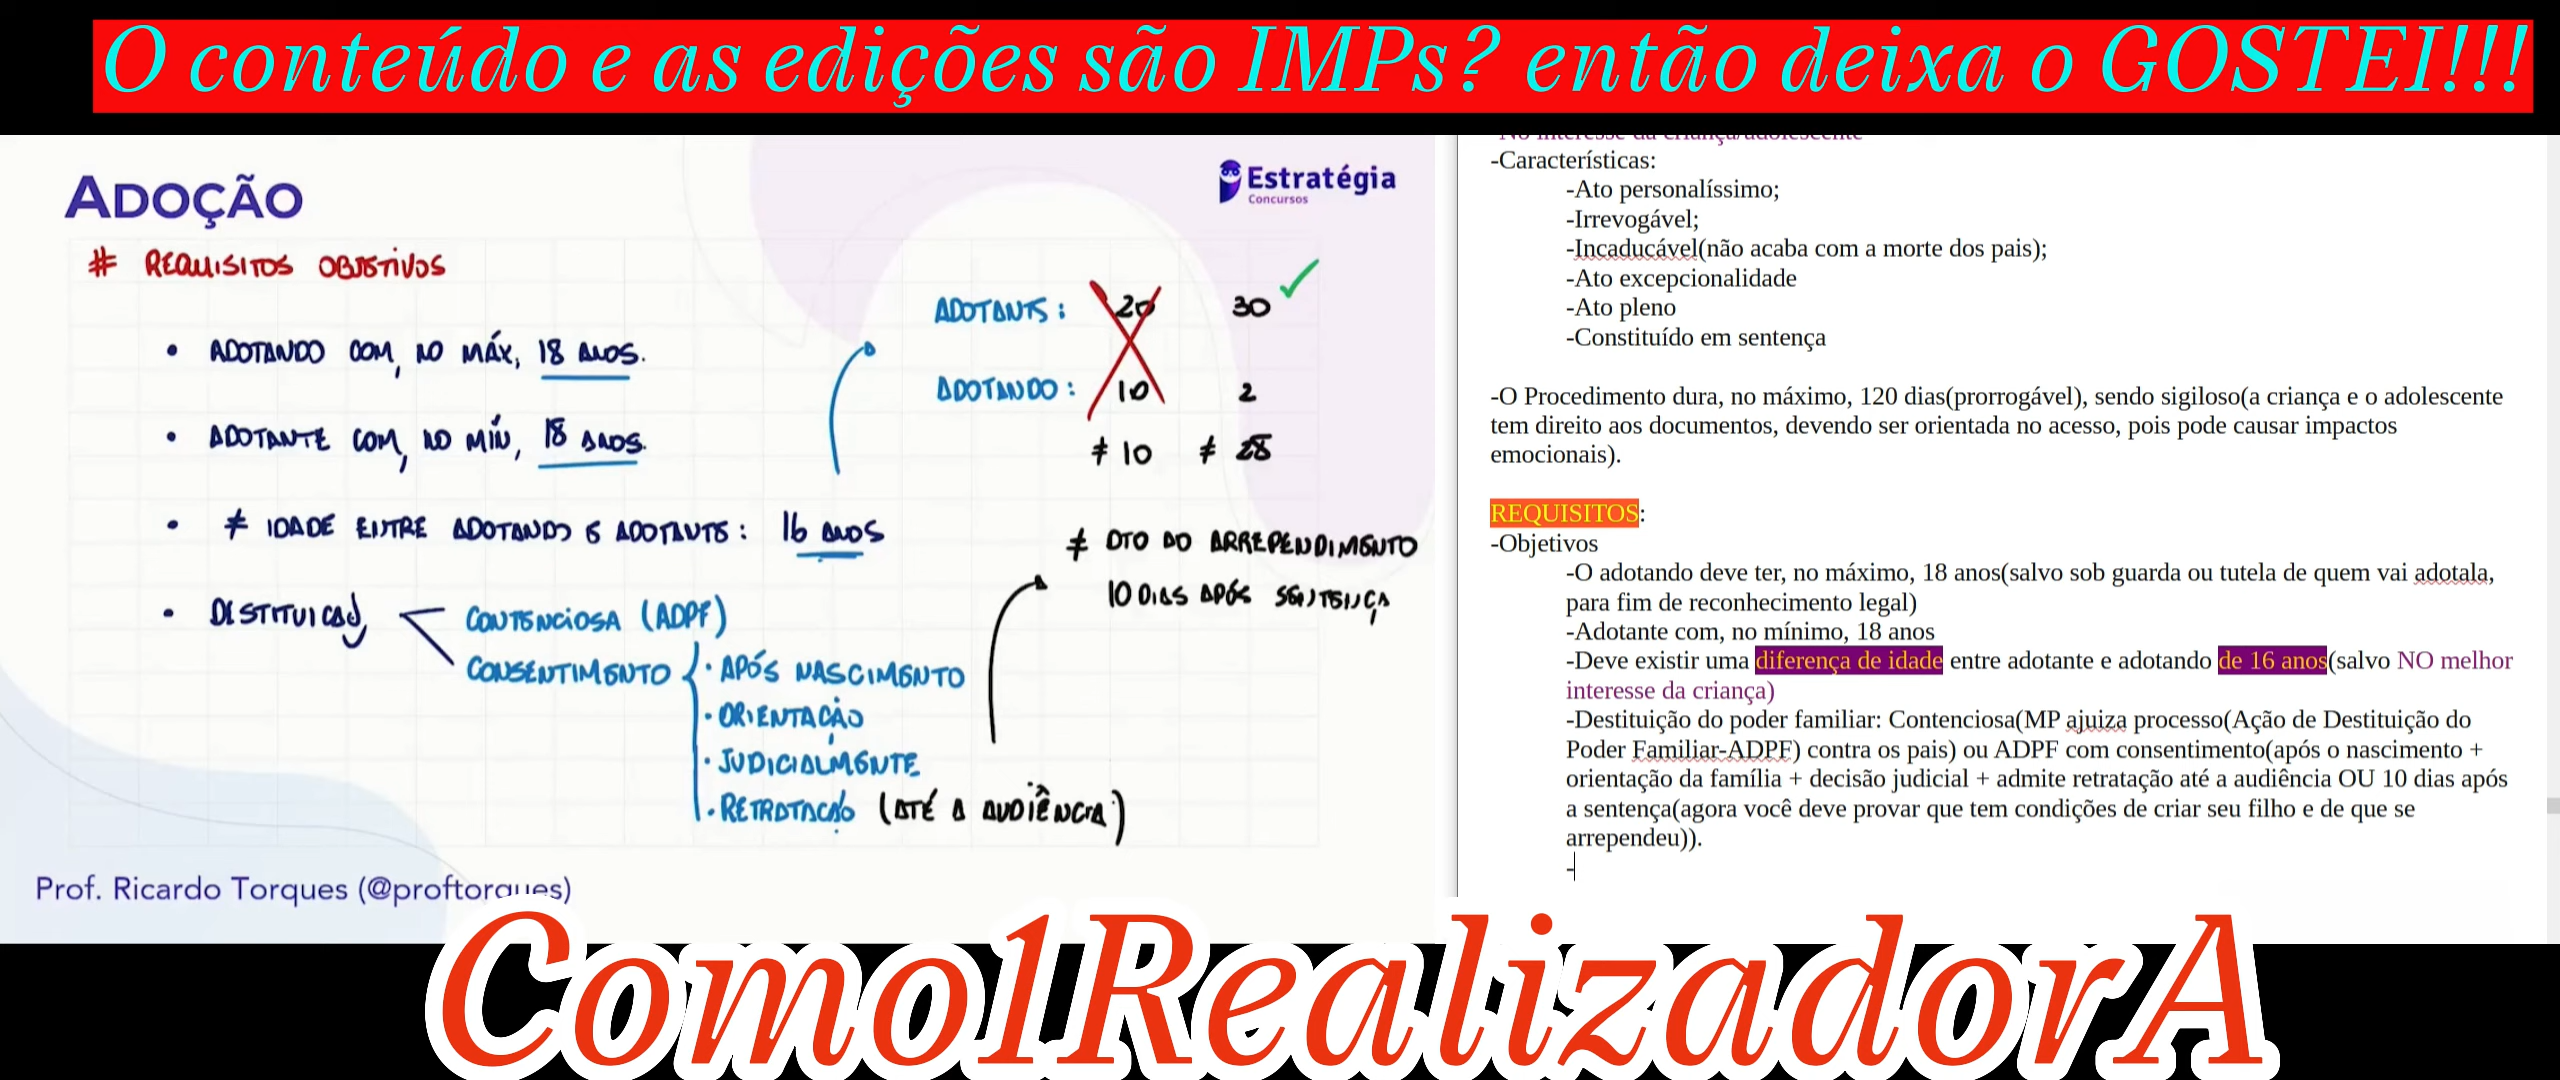 O conteúdo e as edições são IMPs? então deixa o GOSTEI!!!
ADOÇÃO
Estratégia
Concursos
# REQUISITOS OBJETIVOS
• ADOTANDO COM, NO MÁX, 18 ANOS.
• ADOTANTE COM, NO MÍN, 18 ANOS.
• ≠ IDADE ENTRE ADOTANDO E ADOTANTE: 16 ANOS
• DESTITUIÇÃO
CONTENCIOSA (ADPF)
CONSENTIMENTO
• APÓS NASCIMENTO
• ORIENTAÇÃO
• JUDICIALMENTE
• RETRATAÇÃO (ATÉ A AUDIÊNCIA)
ADOTANTE: 20 30
ADOTANDO: 10 2
≠ 10 ≠ 28
≠ DTO DO ARREPENDIMENTO
10 DIAS APÓS SENTENÇA
Prof. Ricardo Torques (@proftorques)
-No interesse da criança/adolescente
-Características:
-Ato personalíssimo;
-Irrevogável;
-Incaducável(não acaba com a morte dos pais);
-Ato excepcionalidade
-Ato pleno
-Constituído em sentença
-O Procedimento dura, no máximo, 120 dias(prorrogável), sendo sigiloso(a criança e o adolescente
tem direito aos documentos, devendo ser orientada no acesso, pois pode causar impactos
emocionais).
REQUISITOS:
-Objetivos
-O adotando deve ter, no máximo, 18 anos(salvo sob guarda ou tutela de quem vai adotala,
para fim de reconhecimento legal)
-Adotante com, no mínimo, 18 anos
-Deve existir uma diferença de idade entre adotante e adotando de 16 anos(salvo NO melhor
interesse da criança)
-Destituição do poder familiar: Contenciosa(MP ajuiza processo(Ação de Destituição do
Poder Familiar-ADPF) contra os pais) ou ADPF com consentimento(após o nascimento +
orientação da família + decisão judicial + admite retratação até a audiência OU 10 dias após
a sentença(agora você deve provar que tem condições de criar seu filho e de que se
arrependeu)).
-
Como1RealizadorA